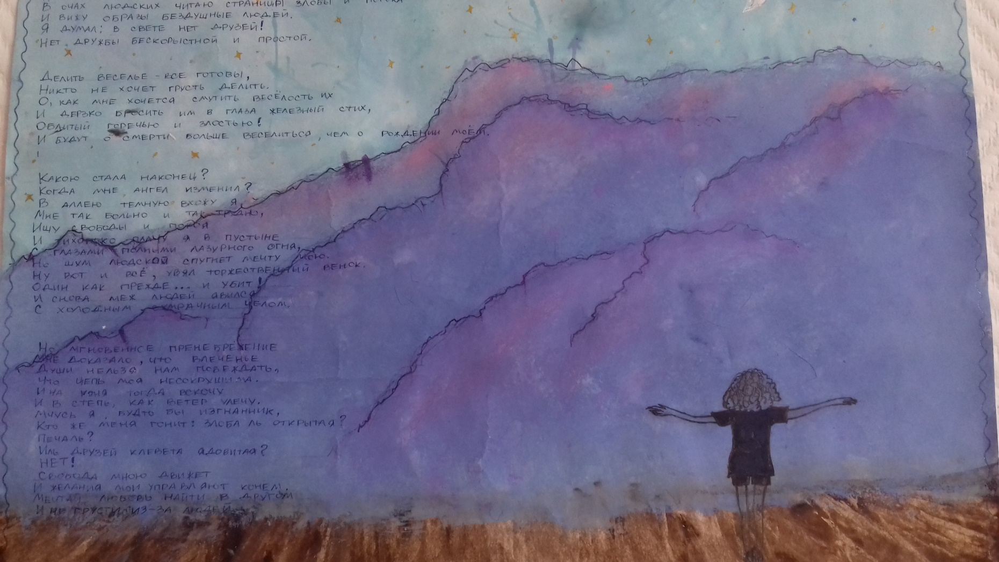 В очах людских читаю страницы злобы и порока
И вижу образы бездушные людей.
Я думал: в свете нет друзей!
Нет дружбы бескорыстной и простой.
Делить веселье - все готовы,
Никто не хочет грусть делить.
О, как мне хочется смутить весёлость их
И дерзко бросить им в глаза железный стих,
Облитый горечью и злостью!
И будут о смерти больше веселиться, чем о рождении моём.
Какою стала наконец?
Когда мне ангел изменил?
В аллею темную вхожу я,
Мне так больно и так трудно,
Ищу свободы и покоя
И тихонько плачу я в пустыне
С глазами полными лазурного огня,
Но шум людской спугнет мечту мою.
Ну вот и всё, увял торжественный венок.
Один как прежде... и убит!
И снова меж людей явился
С холодным сумрачным челом.
Но мгновенное пренебрежение
Мне доказало, что влеченье
Души нельзя нам побеждать,
Что цепь моя несокрушима.
И на коня тогда вскочу
И в степь, как ветер улечу.
Мчусь я, будто бы изгнанник,
Кто же меня гонит: злоба ль открытая?
Печаль?
Иль друзей клевета ядовитая?
НЕТ!
Свобода мною движет
И желания мои управляют конем.
Мечтай любовь найти в другом
И не грусти из-за людей.